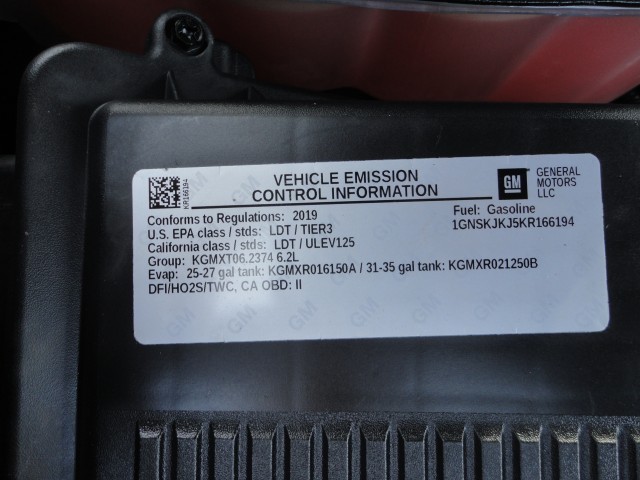 VEHICLE EMISSION
CONTROL INFORMATION
GM
GENERAL
MOTORS
LLC
KR166194
Conforms to Regulations: 2019
Fuel: Gasoline
U.S. EPA class / stds: LDT / TIER3
1GNSKJKJ5KR166194
California class / stds: LDT / ULEV125
Group: KGMXT06.2374 6.2L
Evap: 25-27 gal tank: KGMXR016150A / 31-35 gal tank: KGMXR021250B
DFI/HO2S/TWC, CA OBD: II